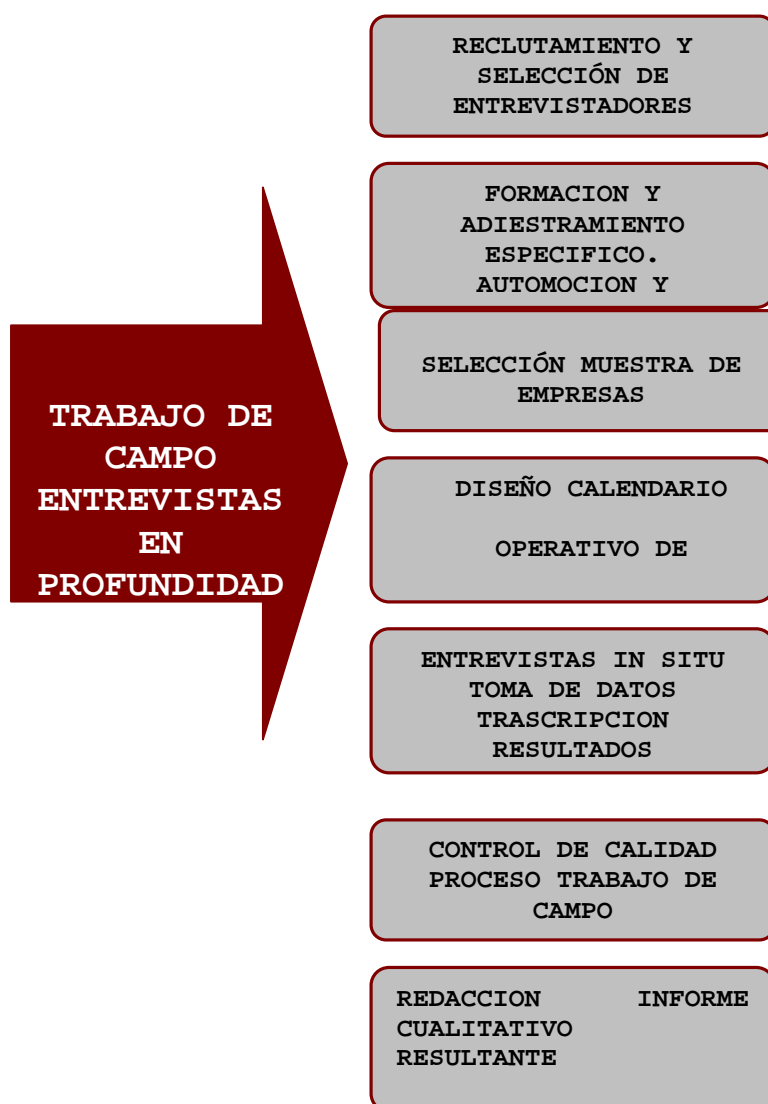 RECLUTAMIENTO Y
SELECCIÓN DE
ENTREVISTADORES
FORMACION Y
ADIESTRAMIENTO
ESPECIFICO.
AUTOMOCION Y
SELECCIÓN MUESTRA DE
EMPRESAS
TRABAJO DE
CAMPO
ENTREVISTAS
EN
PROFUNDIDAD
DISEÑO CALENDARIO
OPERATIVO DE
ENTREVISTAS IN SITU
TOMA DE DATOS
TRASCRIPCION
RESULTADOS
CONTROL DE CALIDAD
PROCESO TRABAJO DE
CAMPO
REDACCION INFORME
CUALITATIVO
RESULTANTE